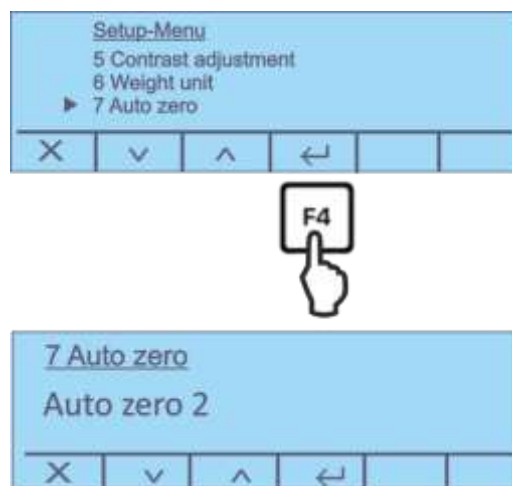 Setup-Menu
5 Contrast adjustment
6 Weight unit
7 Auto zero
F4
7 Auto zero
Auto zero 2